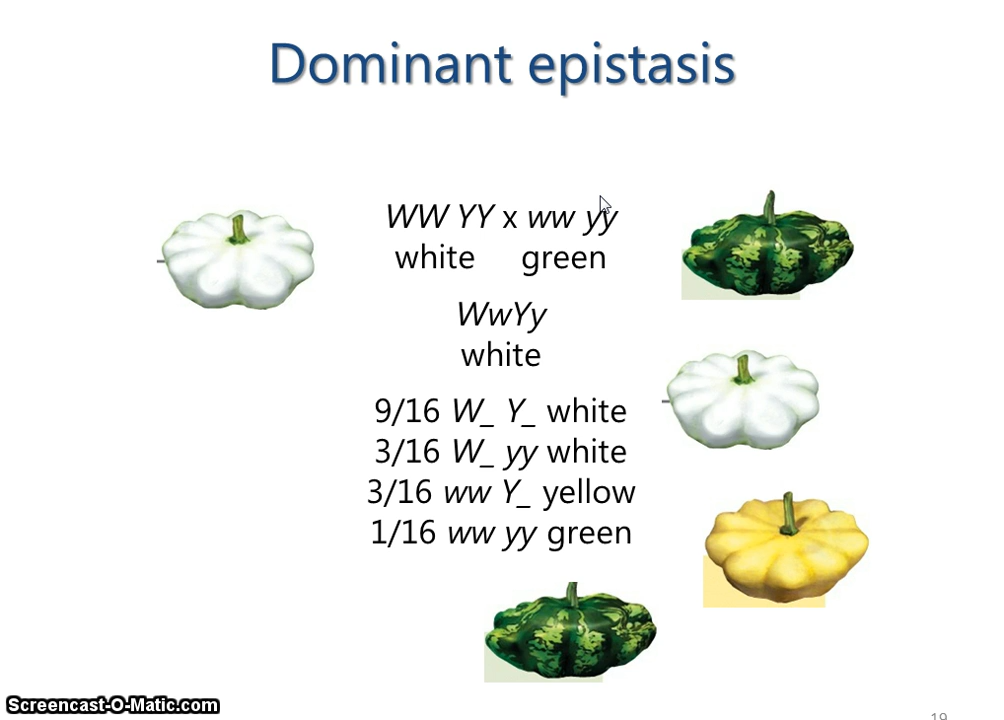 Dominant epistasis
WW YY x ww yy
white green
WwYy
white
9/16 W_ Y_ white
3/16 W_ yy white
3/16 ww Y_ yellow
1/16 ww yy green
Screencast-O-Matic.com
19